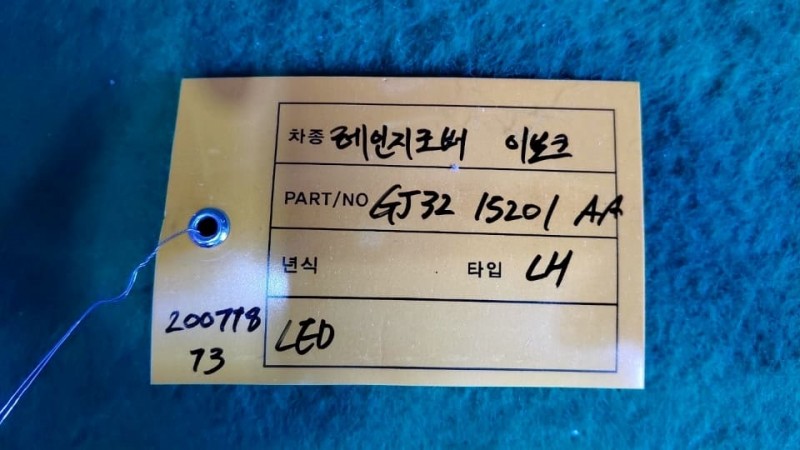 차종 레인지로버 이보크
PART/NO GJ32 15201 AA
년식 타입 LH
LED
200718
73